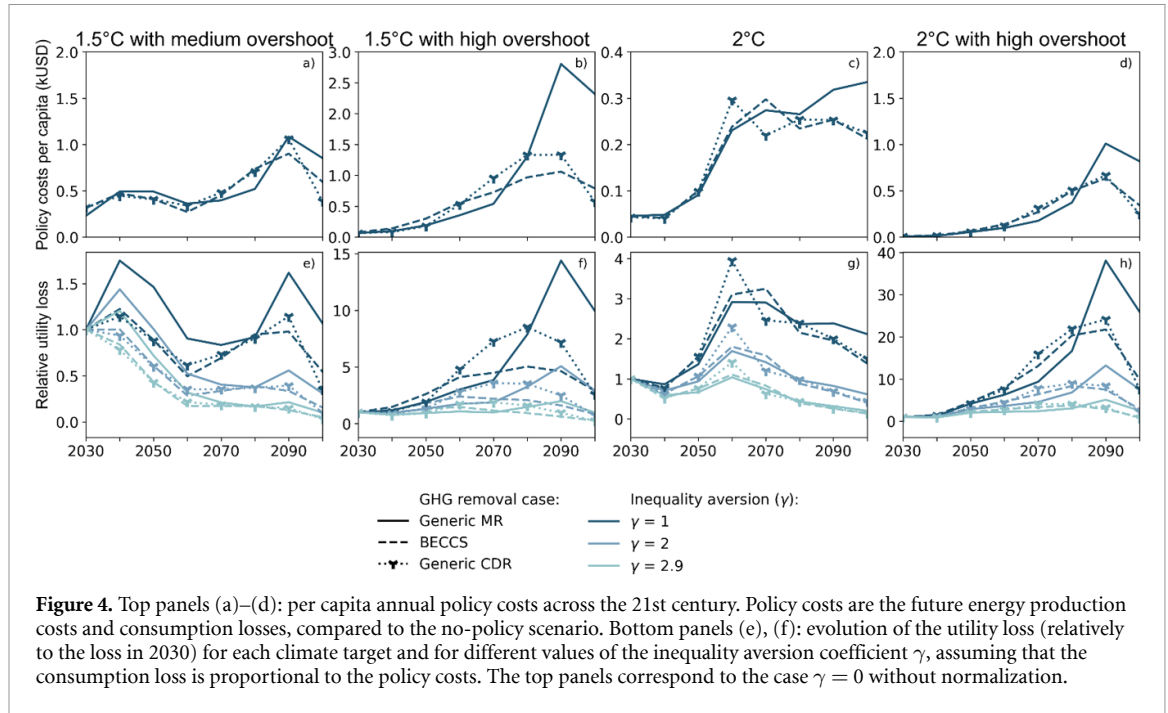 1.5°C with medium overshoot
1.5°C with high overshoot
2°C
2°C with high overshoot
Policy costs per capita (kUSD)
2.0
1.5
1.0
0.5
0.0
a)
3.0
2.5
2.0
1.5
1.0
0.5
0.0
b)
0.4
0.3
0.2
0.1
0.0
c)
2.0
1.5
1.0
0.5
0.0
d)
Relative utility loss
1.5
1.0
0.5
0.0
e)
15
10
5
0
f)
4
3
2
1
0
g)
40
30
20
10
0
h)
2030 2050 2070 2090
2030 2050 2070 2090
2030 2050 2070 2090
2030 2050 2070 2090
GHG removal case:
Generic MR
BECCS
Generic CDR
Inequality aversion (γ):
γ = 1
γ = 2
γ = 2.9
Figure 4. Top panels (a)–(d): per capita annual policy costs across the 21st century. Policy costs are the future energy production
costs and consumption losses, compared to the no-policy scenario. Bottom panels (e), (f): evolution of the utility loss (relatively
to the loss in 2030) for each climate target and for different values of the inequality aversion coefficient γ, assuming that the
consumption loss is proportional to the policy costs. The top panels correspond to the case γ = 0 without normalization.